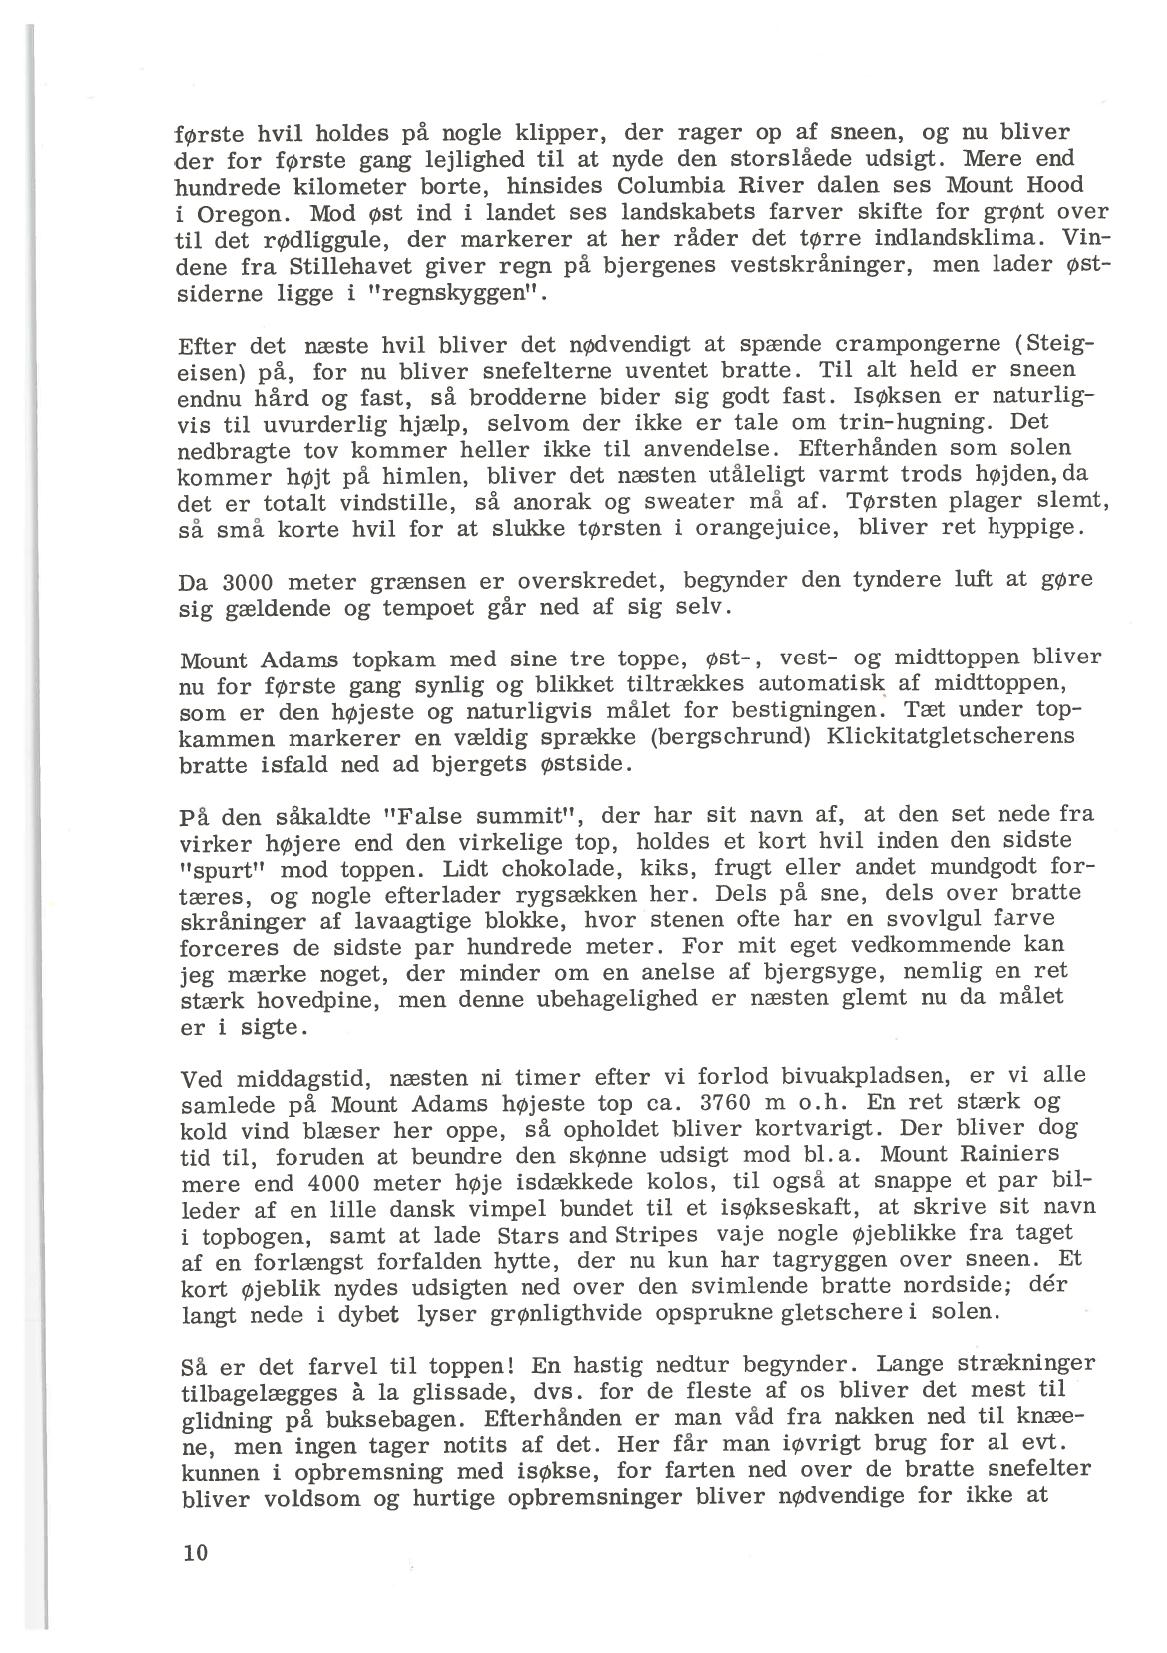 første hvil holdes på nogle klipper, der rager op af sneen, og nu bliver
der for første gang lejlighed til at nyde den storslåede udsigt. Mere end
hundrede kilometer borte, hinsides Columbia River dalen ses Mount Hood
i Oregon. Mod øst ind i landet ses landskabets farver skifte for grønt over
til det rødliggule, der markerer at her råder det tørre indlandsklima. Vin-
dene fra Stillehavet giver regn på bjergenes vestskråninger, men lader øst-
siderne ligge i "regnskyggen".
Efter det næste hvil bliver det nødvendigt at spænde crampongerne (Steig-
eisen) på, for nu bliver snefelterne uventet bratte. Til alt held er sneen
endnu hård og fast, så brodderne bider sig godt fast. Isøksen er naturlig-
vis til uvurderlig hjælp, selvom der ikke er tale om trin-hugning. Det
nedbragte tov kommer heller ikke til anvendelse. Efterhånden som solen
kommer højt på himlen, bliver det næsten utåleligt varmt trods højden, da
det er totalt vindstille, så anorak og sweater må af. Tørsten plager slemt,
så små korte hvil for at slukke tørsten i orangejuice, bliver ret hyppige.
Da 3000 meter grænsen er overskredet, begynder den tyndere luft at gøre
sig gældende og tempoet går ned af sig selv.
Mount Adams topkam med sine tre toppe, øst-, vest- og midttoppen bliver
nu for første gang synlig og blikket tiltrækkes automatisk af midttoppen,
som er den højeste og naturligvis målet for bestigningen. Tæt under top-
kammen markerer en vældig sprække (bergschrund) Klickitatgletscherens
bratte isfald ned ad bjergets østside.
På den såkaldte "False summit", der har sit navn af, at den set nede fra
virker højere end den virkelige top, holdes et kort hvil inden den sidste
"spurt" mod toppen. Lidt chokolade, kiks, frugt eller andet mundgodt for-
tæres, og nogle efterlader rygsækken her. Dels på sne, dels over bratte
skråninger af lavaagtige blokke, hvor stenen ofte har en svovlgul farve
forceres de sidste par hundrede meter. For mit eget vedkommende kan
jeg mærke noget, der minder om en anelse af bjergsyge, nemlig en ret
stærk hovedpine, men denne ubehagelighed er næsten glemt nu da målet
er i sigte.
Ved middagstid, næsten ni timer efter vi forlod bivuakpladsen, er vi alle
samlede på Mount Adams højeste top ca. 3760 m o.h. En ret stærk og
kold vind blæser her oppe, så opholdet bliver kortvarigt. Der bliver dog
tid til, foruden at beundre den skønne udsigt mod bl.a. Mount Rainiers
mere end 4000 meter høje isdækkede kolos, til også at snappe et par bil-
leder af en lille dansk vimpel bundet til et isøkseskaft, at skrive sit navn
i topbogen, samt at lade Stars and Stripes vaje nogle øjeblikke fra taget
af en forlængst forfalden hytte, der nu kun har tagryggen over sneen. Et
kort øjeblik nydes udsigten ned over den svimlende bratte nordside; dér
langt nede i dybet lyser grønligthvide opsprukne gletschere i solen.
Så er det farvel til toppen! En hastig nedtur begynder. Lange strækninger
tilbagelægges à la glissade, dvs. for de fleste af os bliver det mest til
glidning på buksebagen. Efterhånden er man våd fra nakken ned til knæe-
ne, men ingen tager notits af det. Her får man iøvrigt brug for al evt.
kunnen i opbremsning med isøkse, for farten ned over de bratte snefelter
bliver voldsom og hurtige opbremsninger bliver nødvendige for ikke at
10